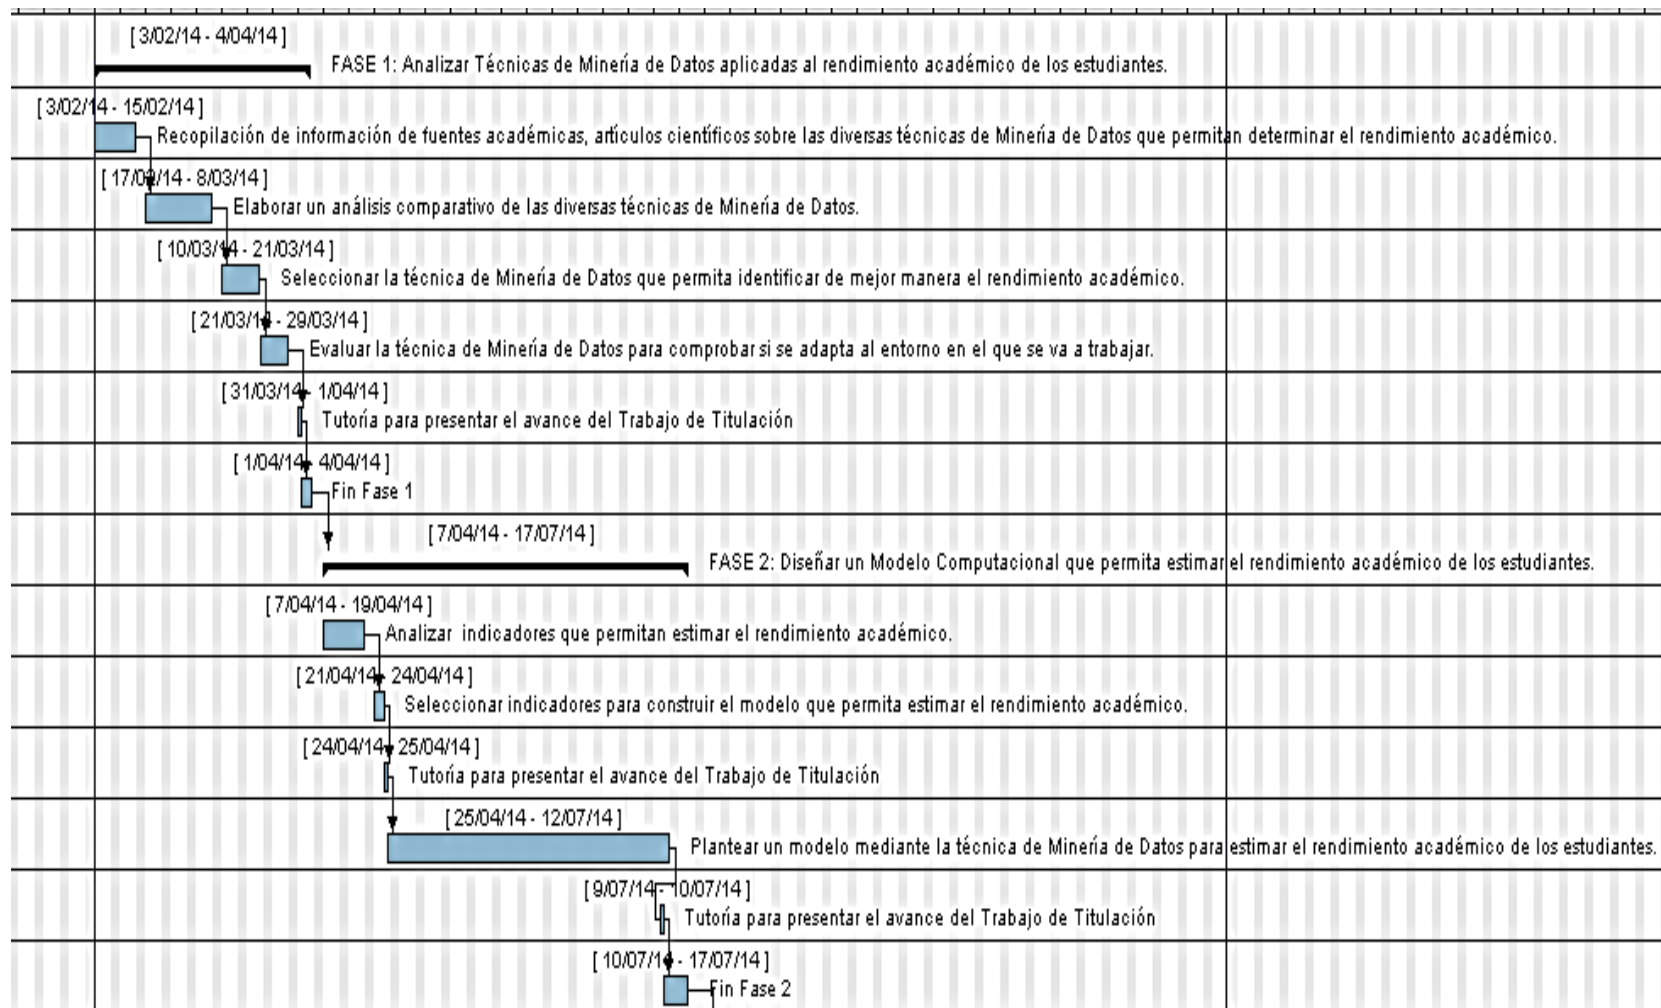 [ 3/02/14 - 4/04/14 ]
FASE 1: Analizar Técnicas de Minería de Datos aplicadas al rendimiento académico de los estudiantes.
[ 3/02/14 - 15/02/14 ]
Recopilación de información de fuentes académicas, artículos científicos sobre las diversas técnicas de Minería de Datos que permitan determinar el rendimiento académico.
[ 17/02/14 - 8/03/14 ]
Elaborar un análisis comparativo de las diversas técnicas de Minería de Datos.
[ 10/03/14 - 21/03/14 ]
Seleccionar la técnica de Minería de Datos que permita identificar de mejor manera el rendimiento académico.
[ 21/03/14 - 29/03/14 ]
Evaluar la técnica de Minería de Datos para comprobar si se adapta al entorno en el que se va a trabajar.
[ 31/03/14 - 1/04/14 ]
Tutoría para presentar el avance del Trabajo de Titulación
[ 1/04/14 - 4/04/14 ]
Fin Fase 1
[ 7/04/14 - 17/07/14 ]
FASE 2: Diseñar un Modelo Computacional que permita estimar el rendimiento académico de los estudiantes.
[ 7/04/14 - 19/04/14 ]
Analizar indicadores que permitan estimar el rendimiento académico.
[ 21/04/14 - 24/04/14 ]
Seleccionar indicadores para construir el modelo que permita estimar el rendimiento académico.
[ 24/04/14 - 25/04/14 ]
Tutoría para presentar el avance del Trabajo de Titulación
[ 25/04/14 - 12/07/14 ]
Plantear un modelo mediante la técnica de Minería de Datos para estimar el rendimiento académico de los estudiantes.
[ 9/07/14 - 10/07/14 ]
Tutoría para presentar el avance del Trabajo de Titulación
[ 10/07/14 - 17/07/14 ]
Fin Fase 2